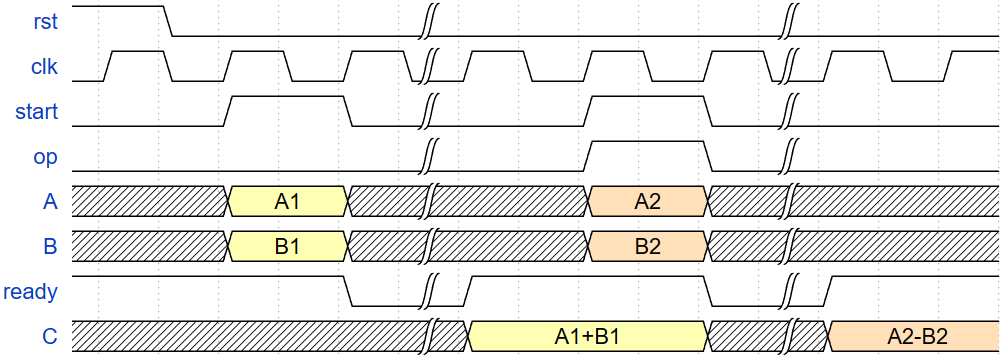 rst
clk
start
op
A A1 A2
B B1 B2
ready
C A1+B1 A2-B2